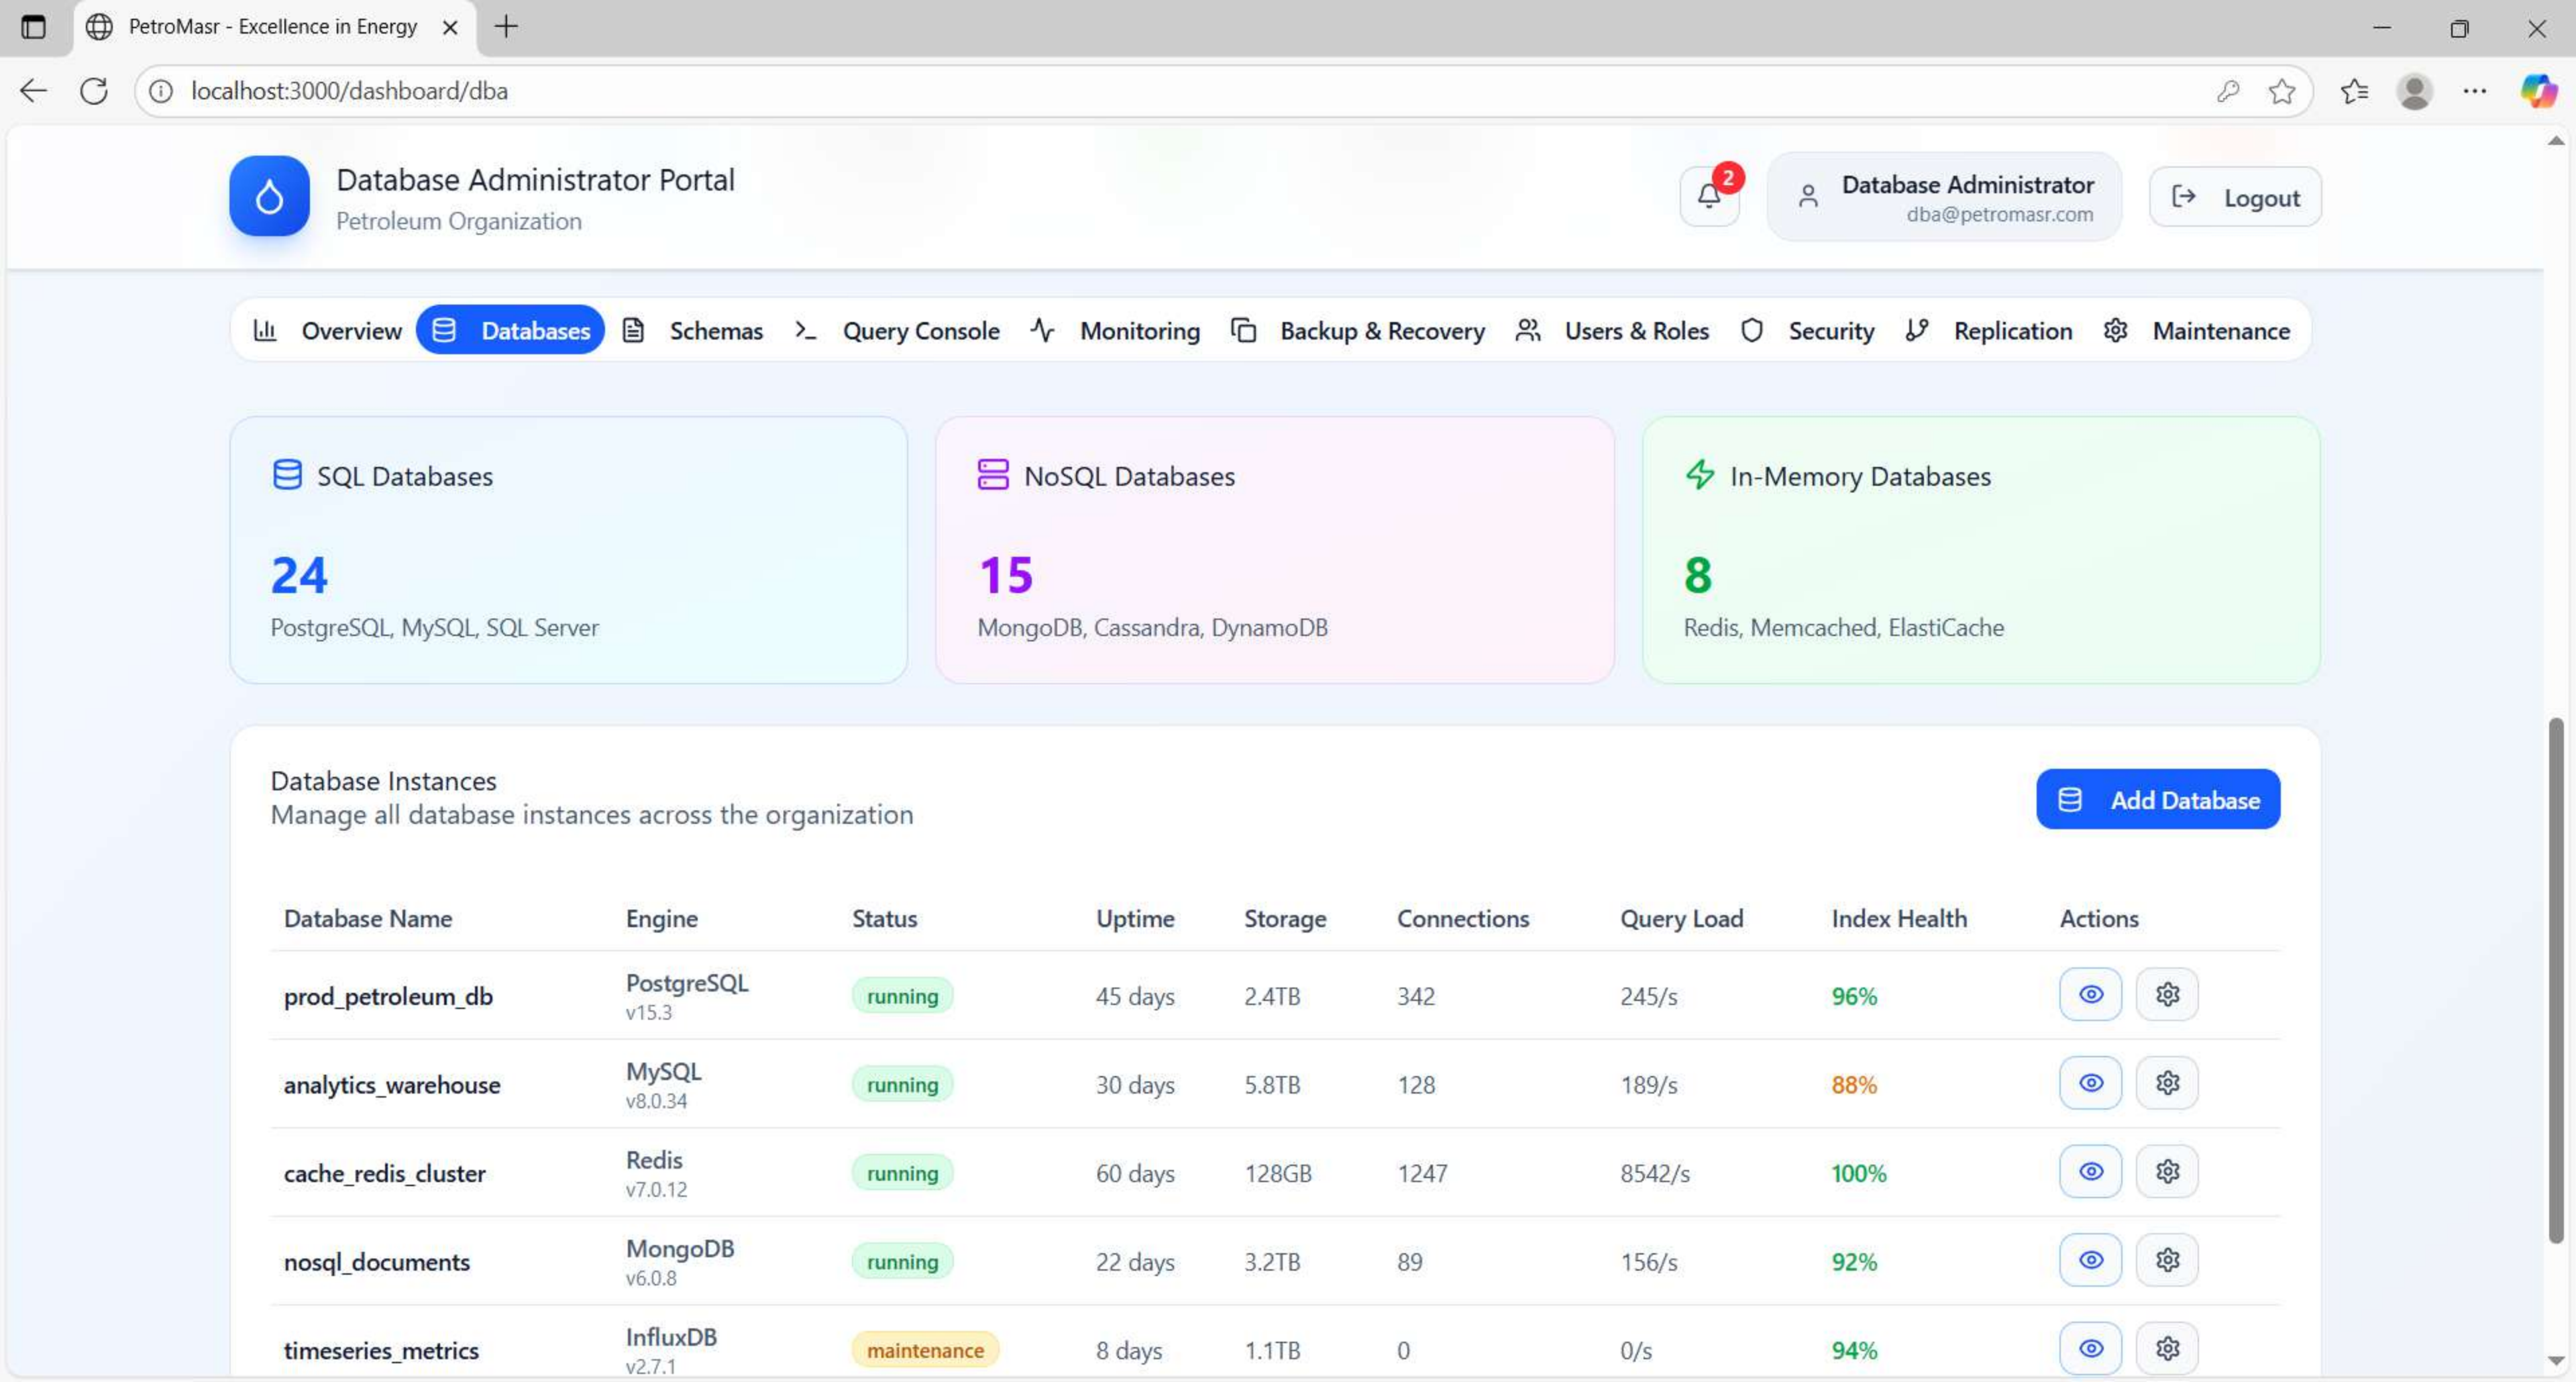 PetroMasr - Excellence in Energy
localhost:3000/dashboard/dba
Database Administrator Portal
Petroleum Organization
2
Database Administrator
dba@petromasr.com
Logout
Overview
Databases
Schemas
Query Console
Monitoring
Backup & Recovery
Users & Roles
Security
Replication
Maintenance
SQL Databases
24
PostgreSQL, MySQL, SQL Server
NoSQL Databases
15
MongoDB, Cassandra, DynamoDB
In-Memory Databases
8
Redis, Memcached, ElastiCache
Database Instances
Manage all database instances across the organization
Add Database
Database Name Engine Status Uptime Storage Connections Query Load Index Health Actions
prod_petroleum_db PostgreSQL running 45 days 2.4TB 342 245/s 96%
v15.3
analytics_warehouse MySQL running 30 days 5.8TB 128 189/s 88%
v8.0.34
cache_redis_cluster Redis running 60 days 128GB 1247 8542/s 100%
v7.0.12
nosql_documents MongoDB running 22 days 3.2TB 89 156/s 92%
v6.0.8
timeseries_metrics InfluxDB maintenance 8 days 1.1TB 0 0/s 94%
v2.7.1